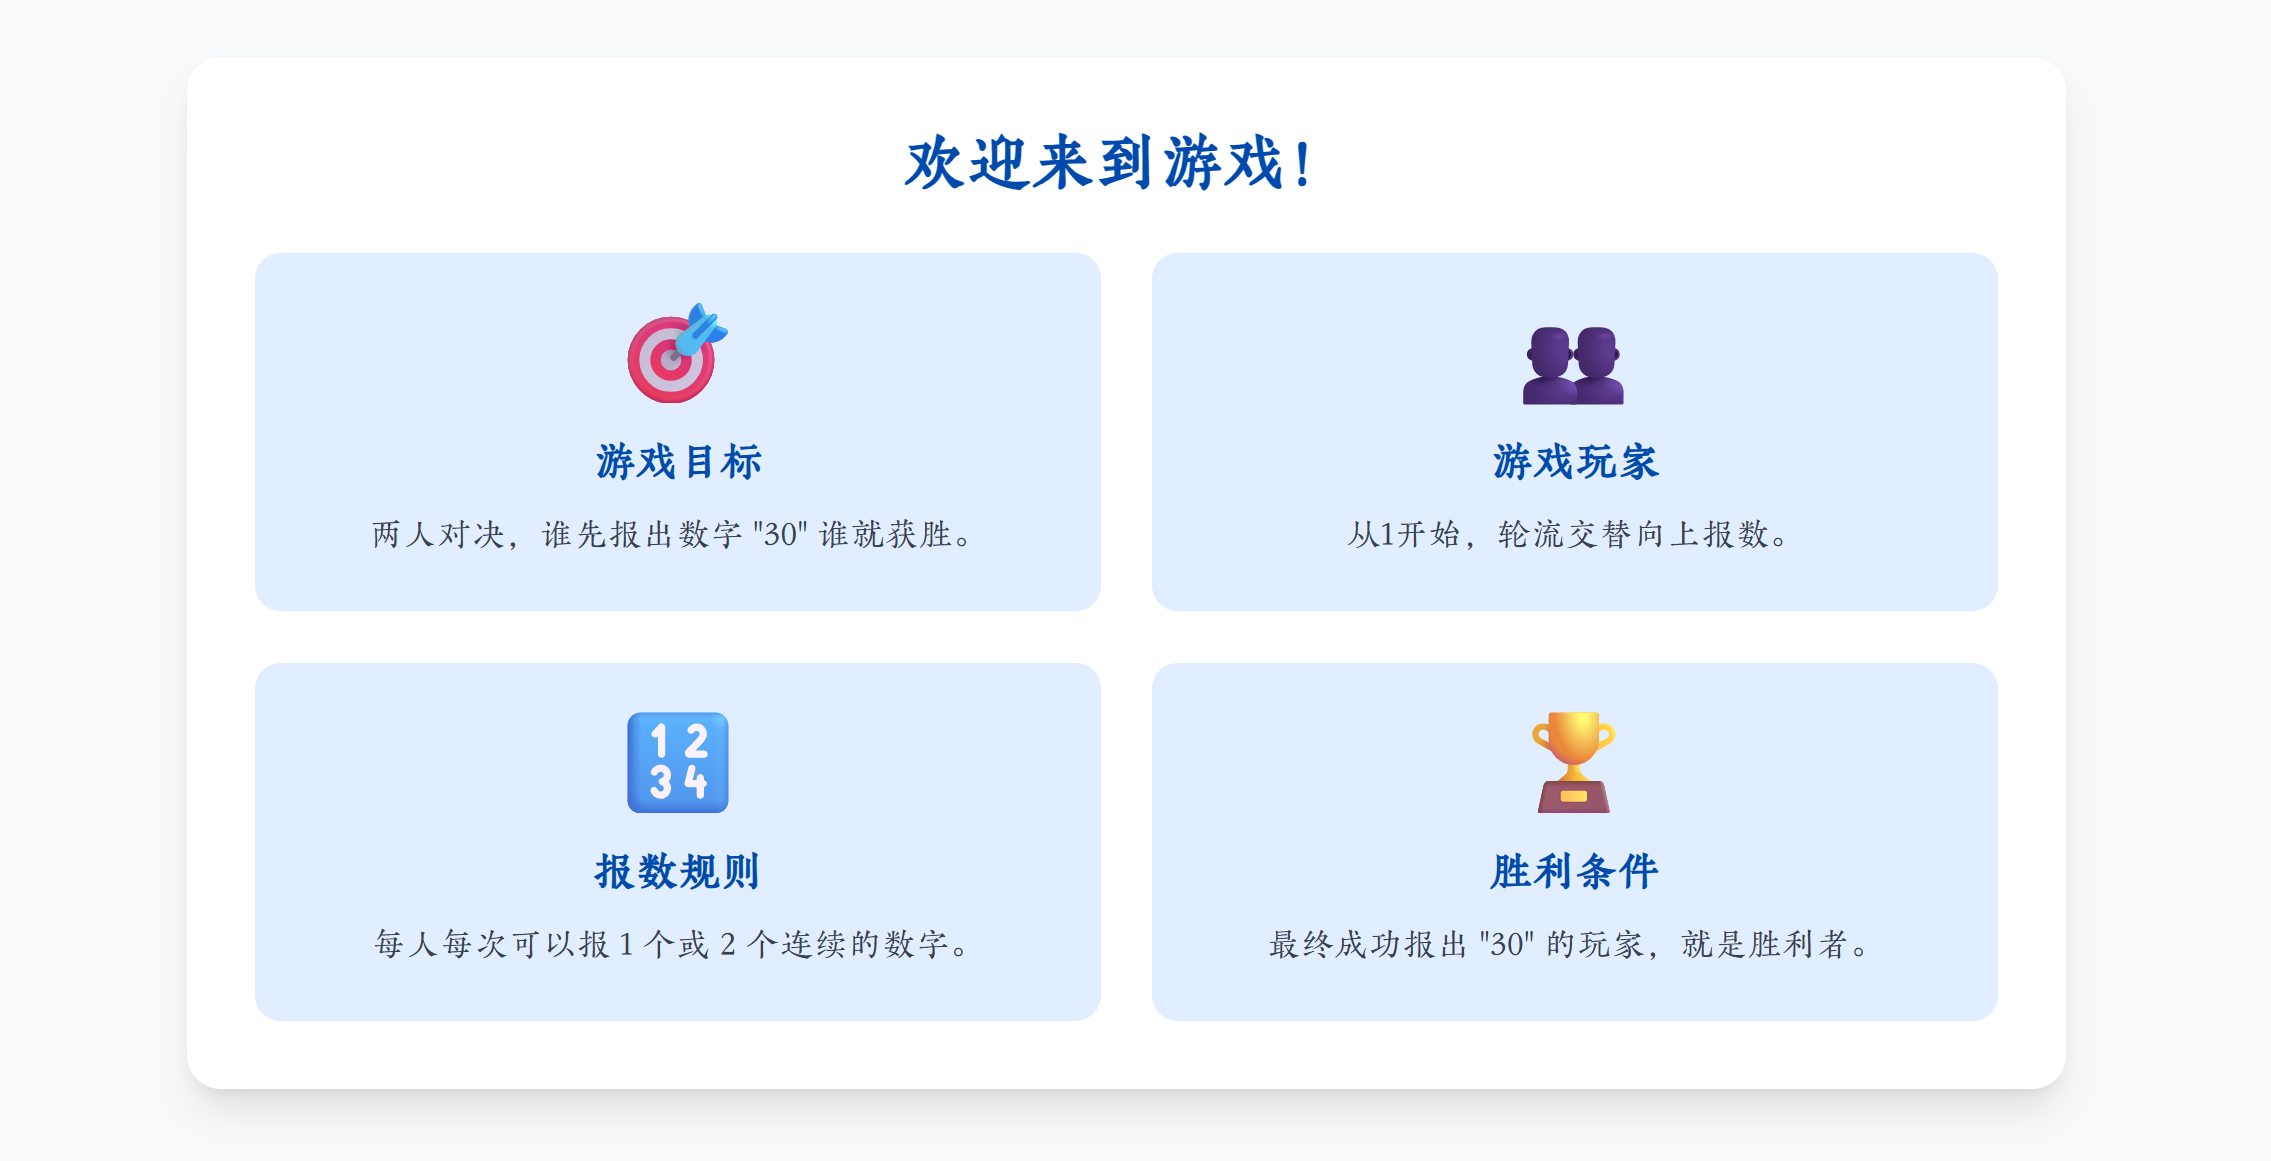 欢迎来到游戏！
游戏目标
两人对决，谁先报出数字 "30" 谁就获胜。
游戏玩家
从1开始，轮流交替向上报数。
1 2
3 4
报数规则
每人每次可以报 1 个或 2 个连续的数字。
胜利条件
最终成功报出 "30" 的玩家，就是胜利者。